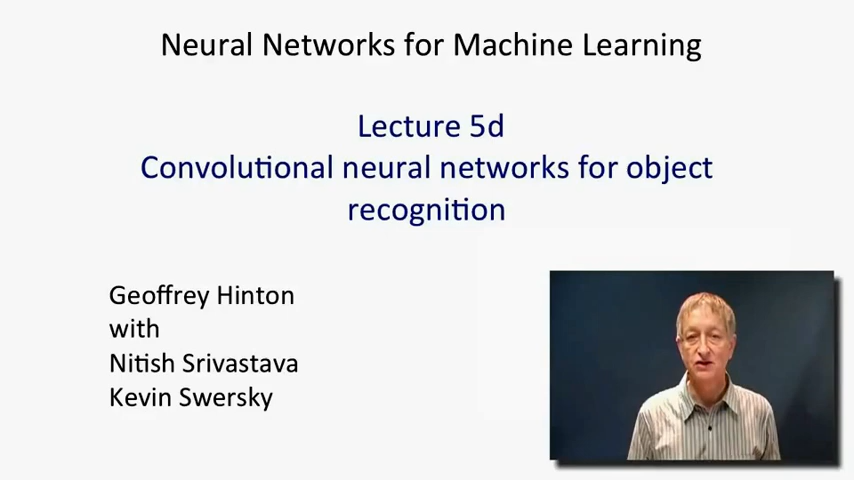 Neural Networks for Machine Learning
Lecture 5d
Convolutional neural networks for object
recognition
Geoffrey Hinton
with
Nitish Srivastava
Kevin Swersky